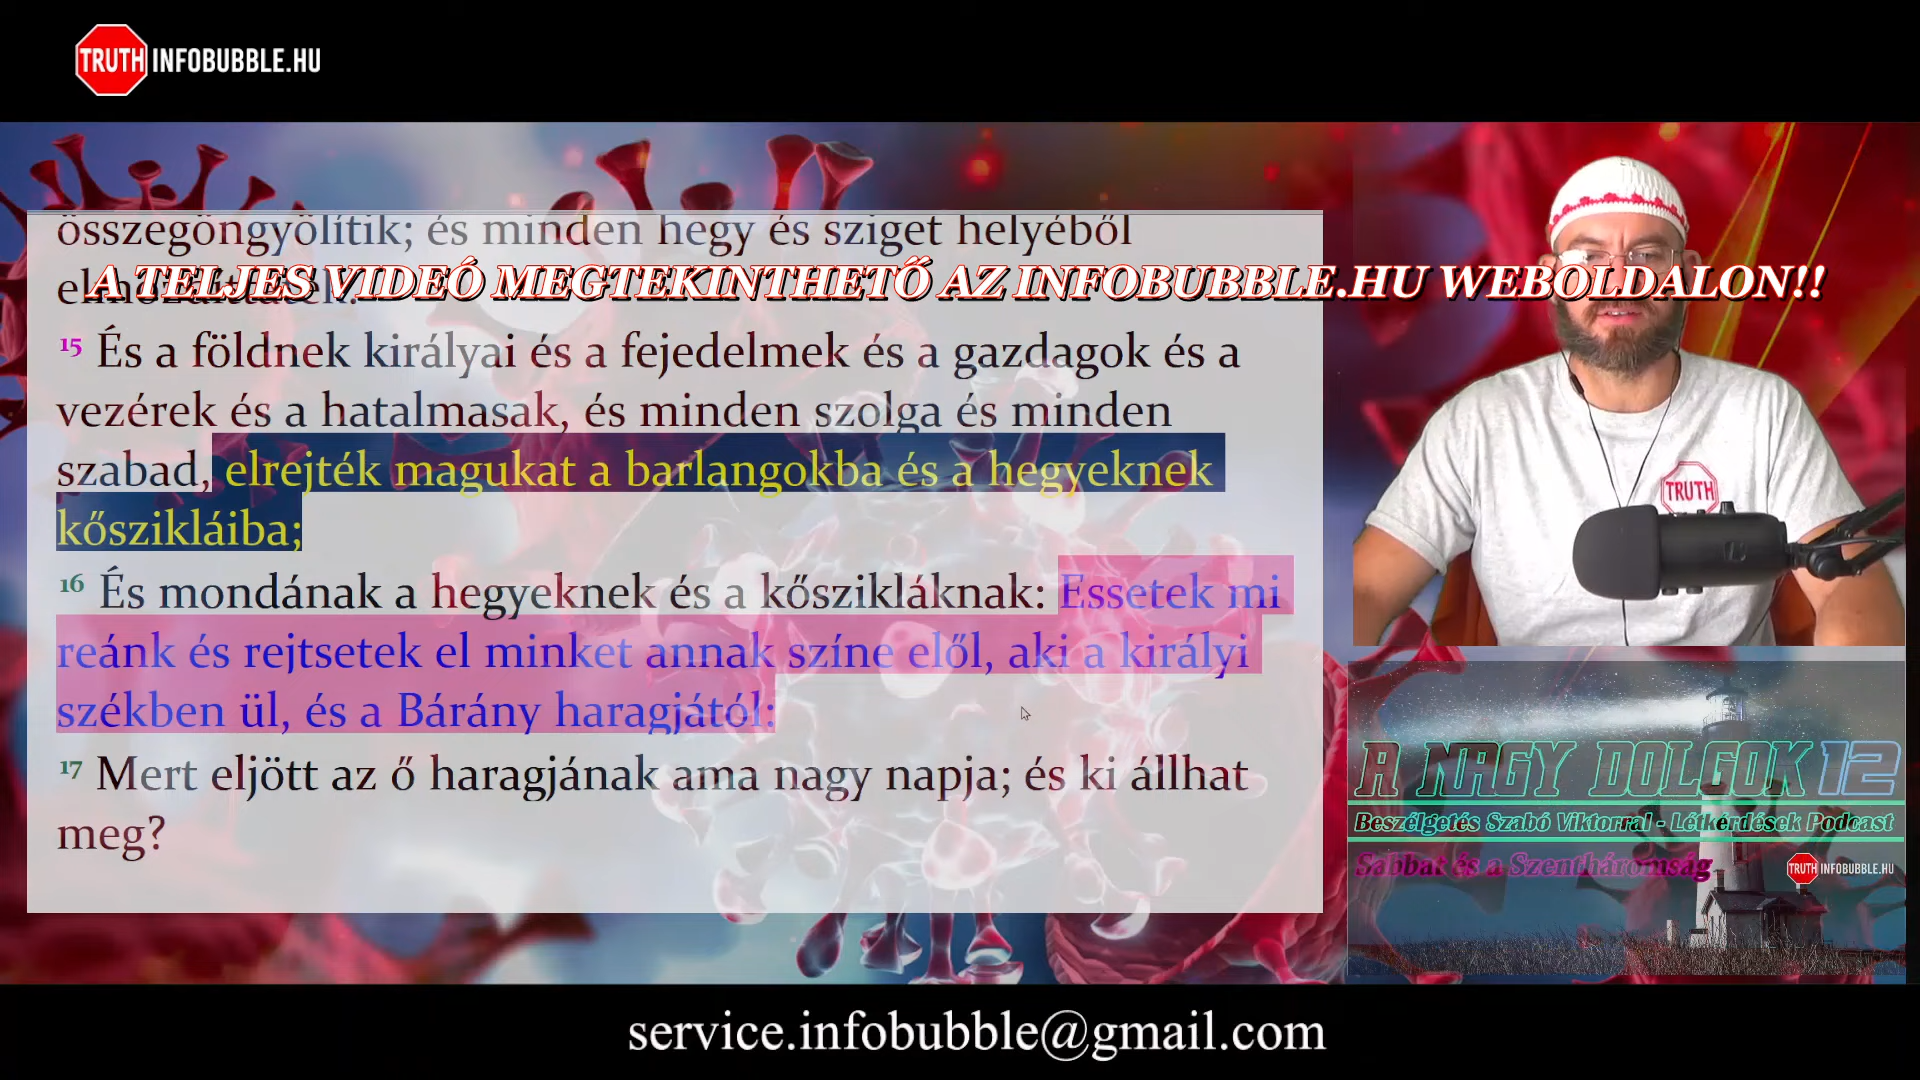 TRUTH INFOBUBBLE.HU
összegöngyölítik; és minden hegy és sziget helyéből
A TELJES VIDEÓ MEGTEKINTHETŐ AZ INFOBUBBLE.HU WEBOLDALON!!
15 És a földnek királyai és a fejedelmek és a gazdagok és a
vezérek és a hatalmasak, és minden szolga és minden
szabad, elrejték magukat a barlangokba és a hegyeknek
kőszikláiba;
16 És mondának a hegyeknek és a kőszikláknak: Essetek mi
reánk és rejtsetek el minket annak színe elől, aki a királyi
székben ül, és a Bárány haragjától:
17 Mert eljött az ő haragjának ama nagy napja; és ki állhat
meg?
TRUTH
A NAGY DOLGOK 12
Beszélgetés Szabó Viktorral - Létkérdések Podcast
Sabbat és a Szentháromság
TRUTH INFOBUBBLE.HU
service.infobubble@gmail.com